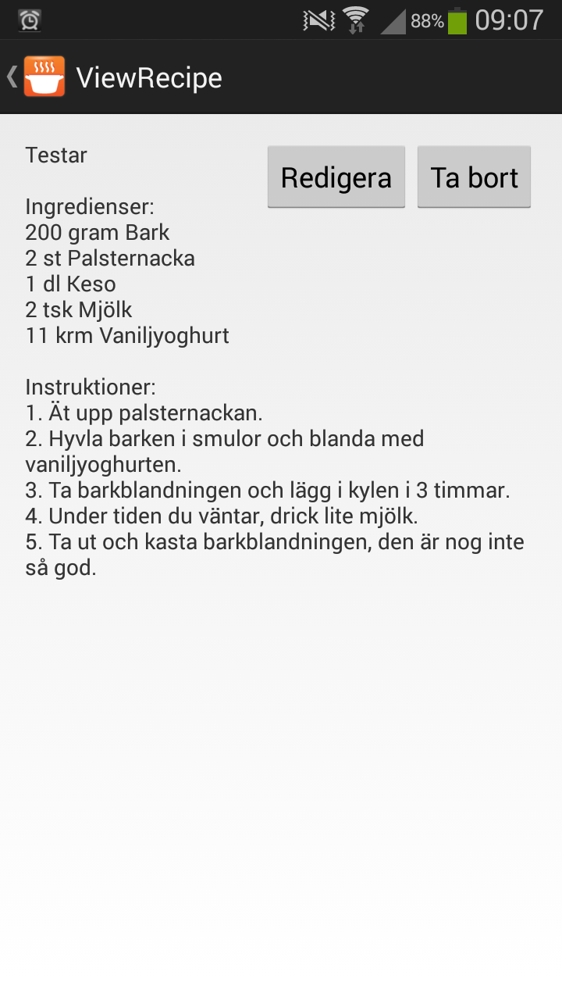 88% 09:07
ViewRecipe
Testar
Redigera Ta bort
Ingredienser:
200 gram Bark
2 st Palsternacka
1 dl Keso
2 tsk Mjölk
11 krm Vaniljyoghurt
Instruktioner:
1. Ät upp palsternackan.
2. Hyvla barken i smulor och blanda med
vaniljyoghurten.
3. Ta barkblandningen och lägg i kylen i 3 timmar.
4. Under tiden du väntar, drick lite mjölk.
5. Ta ut och kasta barkblandningen, den är nog inte
så god.